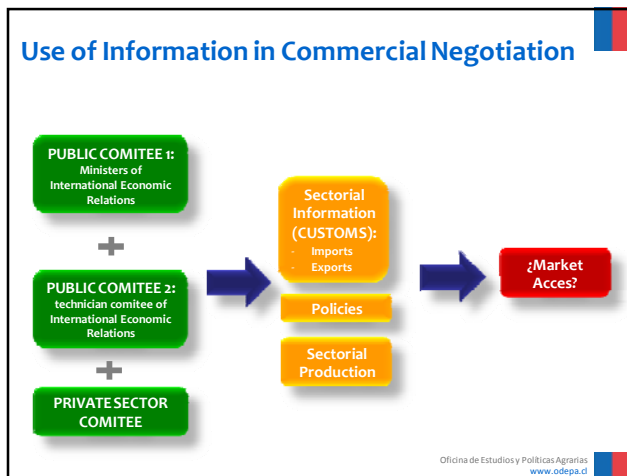 Use of Information in Commercial Negotiation
PUBLIC COMITEE 1:
Ministers of
International Economic
Relations
+
PUBLIC COMITEE 2:
technician comitee of
International Economic
Relations
+
PRIVATE SECTOR
COMITEE
Sectorial
Information
(CUSTOMS):
- Imports
- Exports
Policies
Sectorial
Production
¿Market
Acces?
Oficina de Estudios y Políticas Agrarias
www.odepa.cl